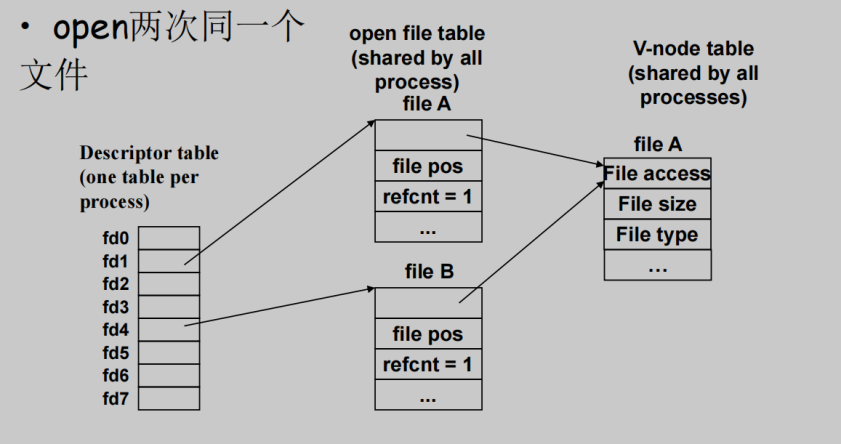 • open两次同一个
文件
open file table
(shared by all
process)
file A
V-node table
(shared by all
processes)
file A
Descriptor table
(one table per
process)
file pos
refcnt = 1
...
File access
File size
File type
...
fd0
fd1
fd2
fd3
fd4
fd5
fd6
fd7
file B
file pos
refcnt = 1
...